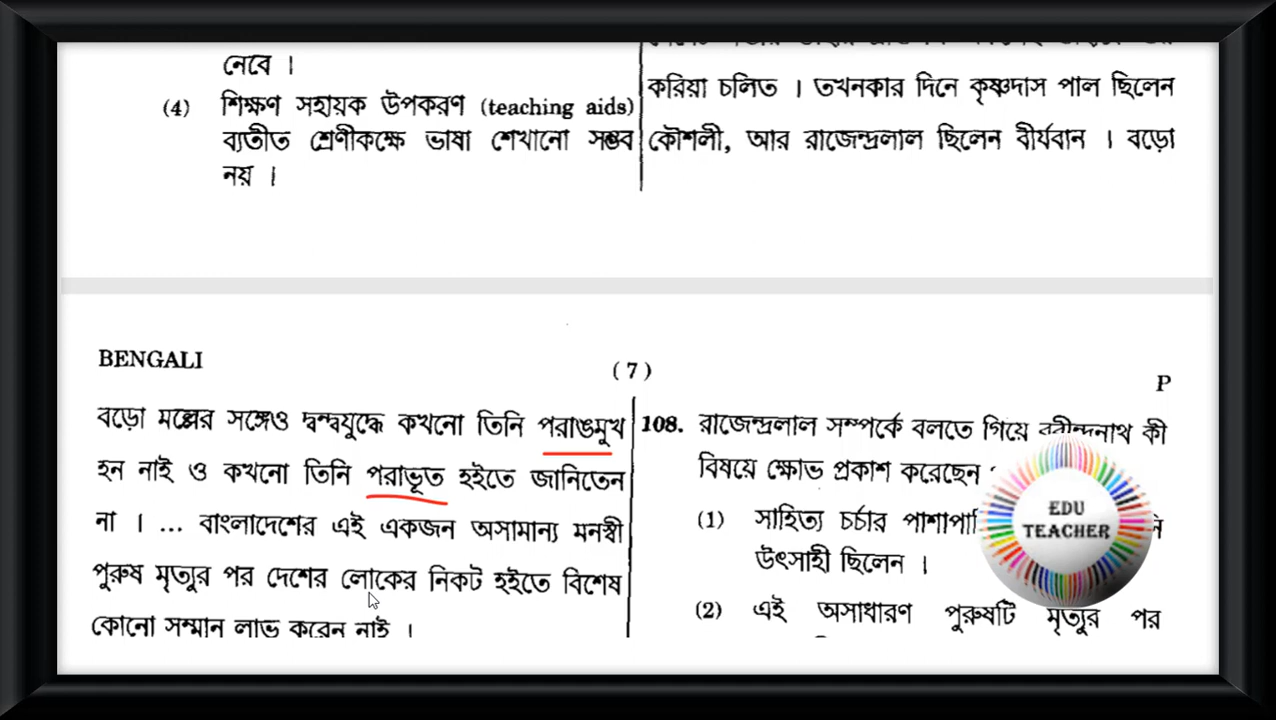 নেবে ।
(4) শিক্ষণ সহায়ক উপকরণ (teaching aids)
ব্যতীত শ্রেণীকক্ষে ভাষা শেখানো সম্ভব
নয় ।
করিয়া চলিত । তখনকার দিনে কৃষ্ণদাস পাল ছিলেন
কৌশলী, আর রাজেন্দ্রলাল ছিলেন বীর্যবান । বড়ো
BENGALI
( 7 )
P
বড়ো মল্লের সঙ্গেও দ্বন্দ্বযুদ্ধে কখনো তিনি পরাঙমুখ
হন নাই ও কখনো তিনি পরাভূত হইতে জানিতেন
না । ... বাংলাদেশের এই একজন অসামান্য মনস্বী
পুরুষ মৃত্যুর পর দেশের লোকের নিকট হইতে বিশেষ
কোনো সম্মান লাভ করেন নাই ।
108. রাজেন্দ্রলাল সম্পর্কে বলতে গিয়ে রবীন্দ্রনাথ কী
বিষয়ে ক্ষোভ প্রকাশ করেছেন
(1) সাহিত্য চর্চার
উৎসাহী ছিলেন ।
(2) এই অসাধারণ পুরুষটি মৃত্যুর পর
EDU
TEACHER